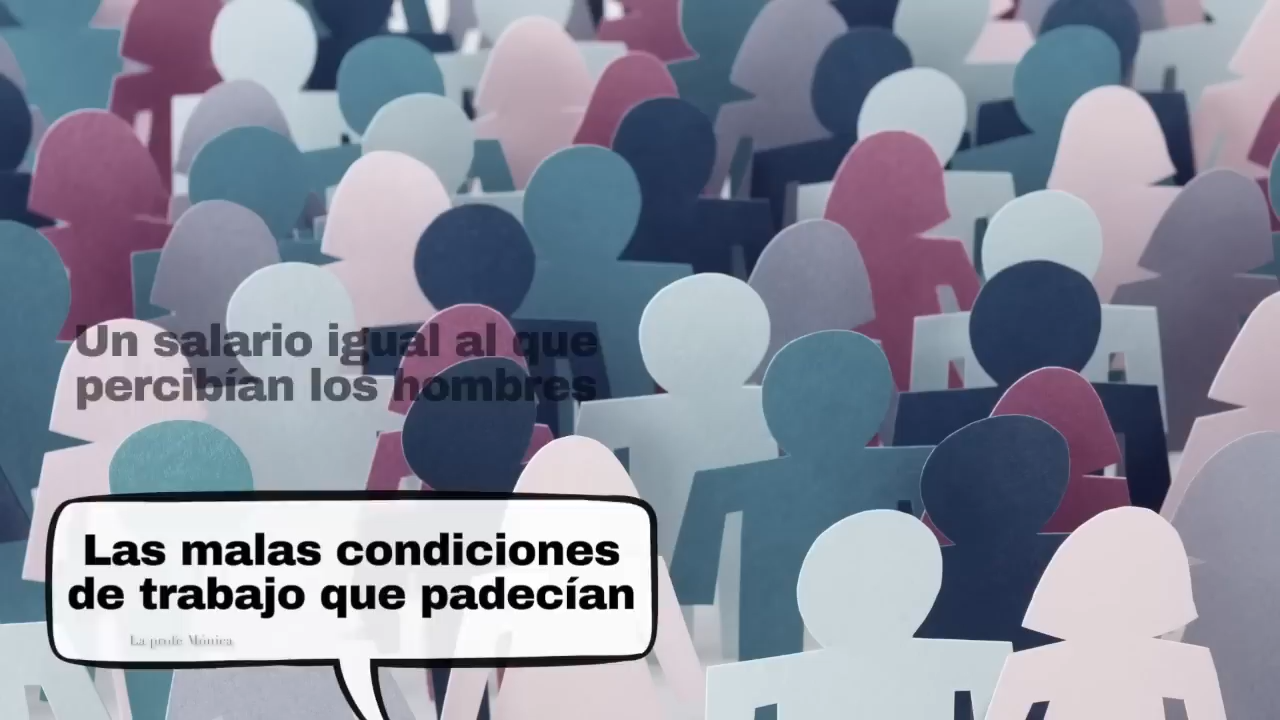 Un salario igual al que
percibían los hombres
Las malas condiciones
de trabajo que padecían
La profe Mónica